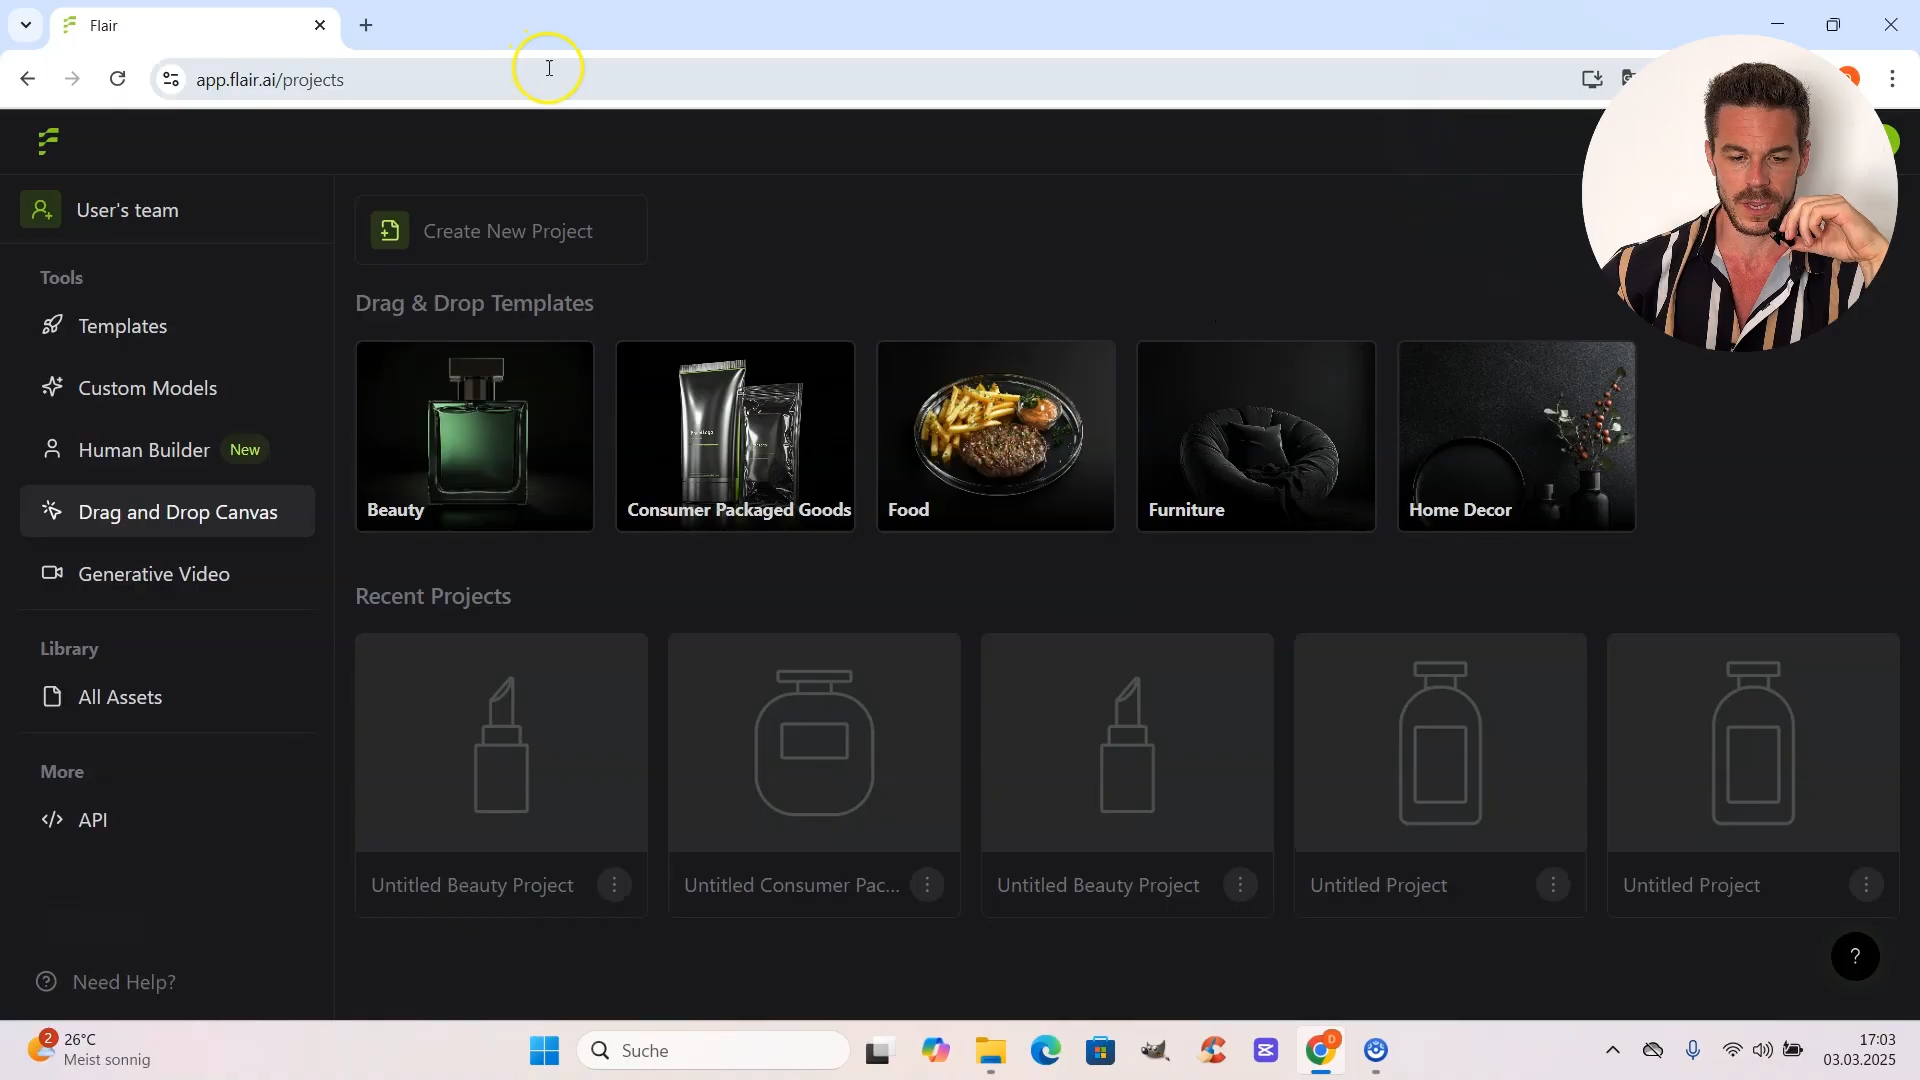 Flair
app.flair.ai/projects
User's team
Tools
Templates
Custom Models
Human Builder New
Drag and Drop Canvas
Generative Video
Library
All Assets
More
API
Need Help?
Create New Project
Drag & Drop Templates
Beauty
Consumer Packaged Goods
Food
Furniture
Home Decor
Recent Projects
Untitled Beauty Project
Untitled Consumer Pac...
Untitled Beauty Project
Untitled Project
Untitled Project
?
2
26°C
Meist sonnig
Suche
D
17:03
03.03.2025